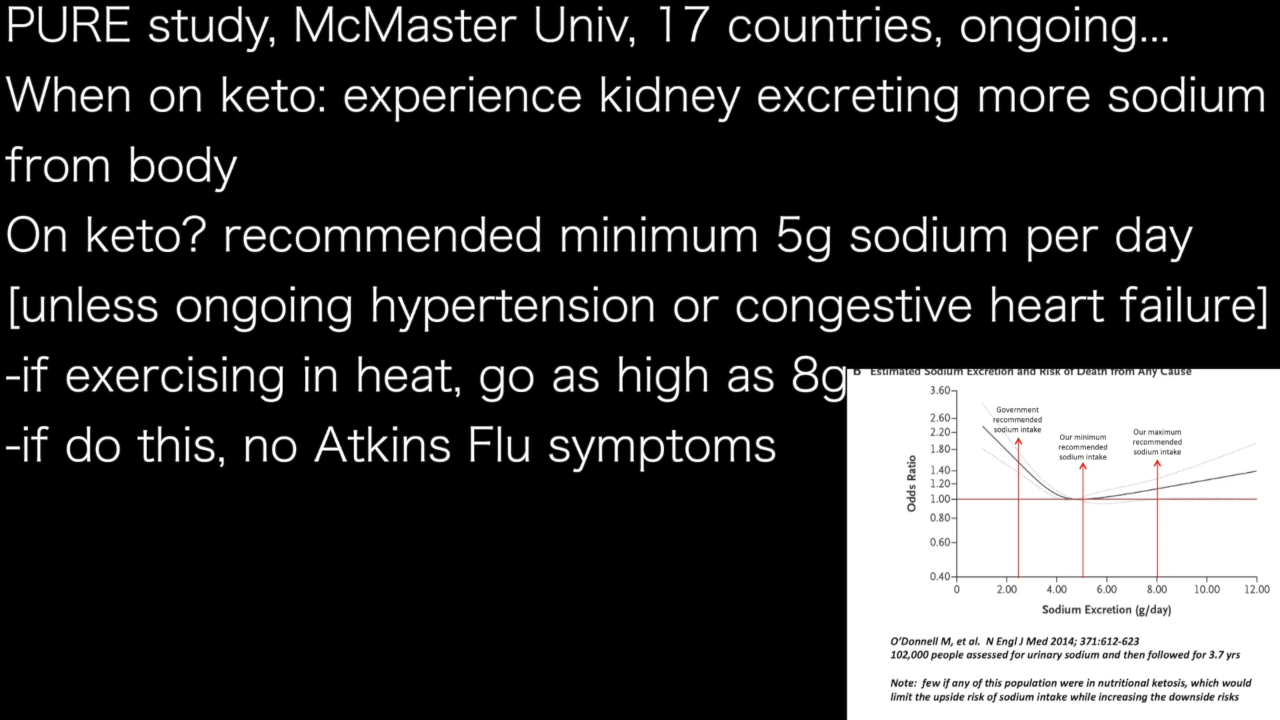 PURE study, McMaster Univ, 17 countries, ongoing...
When on keto: experience kidney excreting more sodium
from body
On keto? recommended minimum 5g sodium per day
[unless ongoing hypertension or congestive heart failure]
-if exercising in heat, go as high as 8g
-if do this, no Atkins Flu symptoms
B Estimated Sodium Excretion and Risk of Death from Any Cause
3.60
2.60
2.20
1.80
1.40
1.20
1.00
0.80
0.60
0.40
Odds Ratio
Government
recommended
sodium intake
Our minimum
recommended
sodium intake
Our maximum
recommended
sodium intake
0 2.00 4.00 6.00 8.00 10.00 12.00
Sodium Excretion (g/day)
O'Donnell M, et al. N Engl J Med 2014; 371:612-623
102,000 people assessed for urinary sodium and then followed for 3.7 yrs
Note: few if any of this population were in nutritional ketosis, which would
limit the upside risk of sodium intake while increasing the downside risks